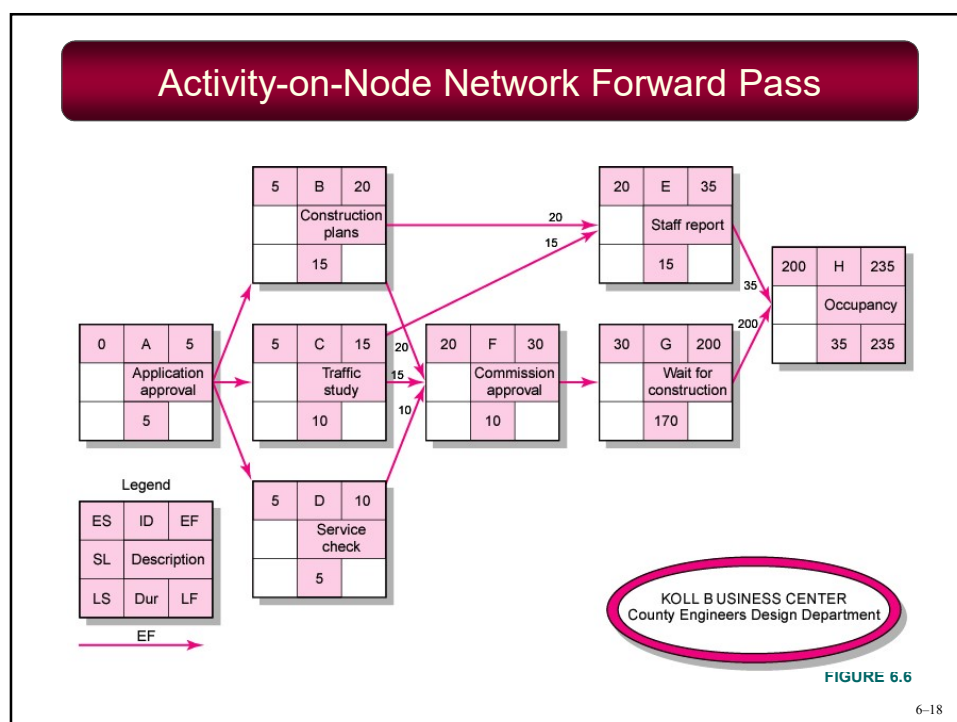 Activity-on-Node Network Forward Pass
5 B 20
Construction
plans
15
20 E 35
Staff report
15
20
15
200 H 235
Occupancy
35 235
35
200
0 A 5
Application
approval
5
5 C 15
Traffic
study
10
20
15
10
20 F 30
Commission
approval
10
30 G 200
Wait for
construction
170
5 D 10
Service
check
5
Legend
ES ID EF
SL Description
LS Dur LF
EF
KOLL BUSINESS CENTER
County Engineers Design Department
FIGURE 6.6
6–18